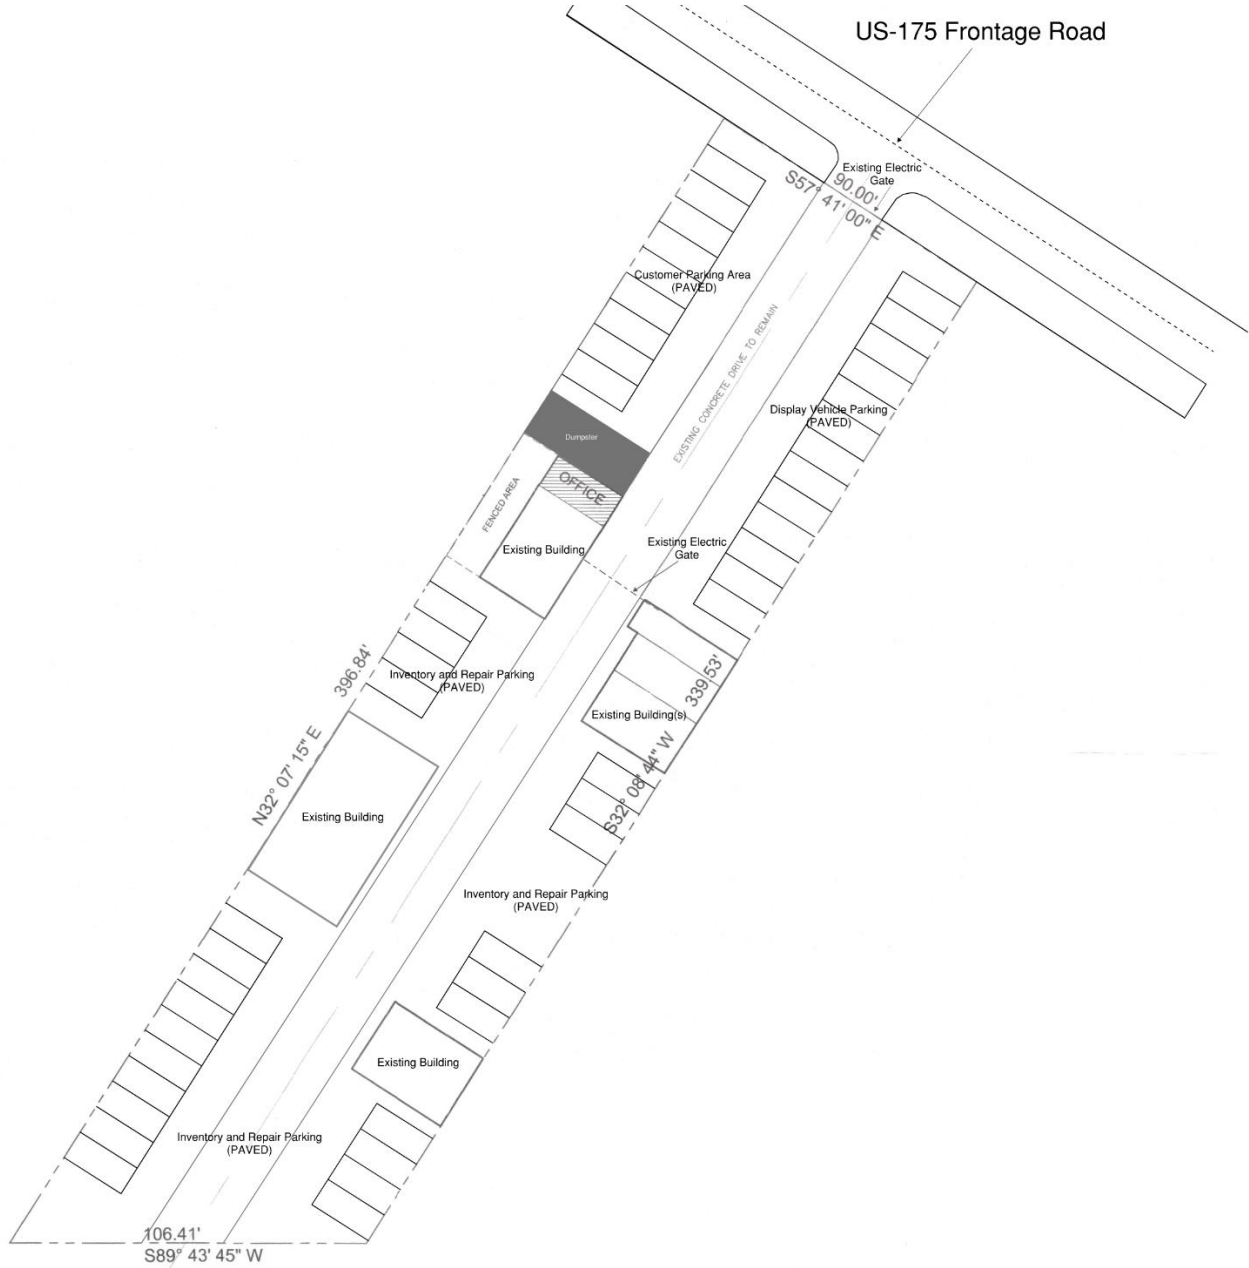 US-175 Frontage Road
Existing Electric
Gate
90.00'
S57° 41' 00" E
Customer Parking Area
(PAVED)
EXISTING CONCRETE DRIVE TO REMAIN
Display Vehicle Parking
(PAVED)
Dumpster
OFFICE
FENCED AREA
Existing Building
Existing Electric
Gate
396.84'
N32° 07' 15" E
Inventory and Repair Parking
(PAVED)
339.53'
S32° 08' 44" W
Existing Building(s)
Existing Building
Inventory and Repair Parking
(PAVED)
Existing Building
Inventory and Repair Parking
(PAVED)
106.41'
S89° 43' 45" W